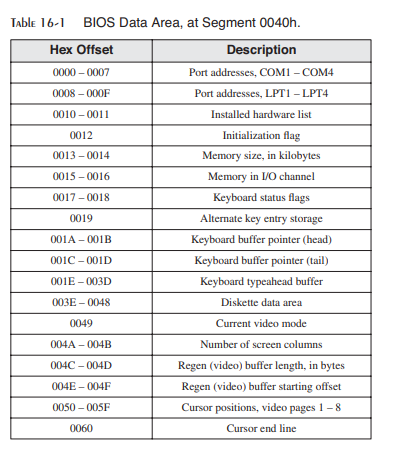 TABLE 16-1 BIOS Data Area, at Segment 0040h.
Hex Offset Description
0000 – 0007 Port addresses, COM1 – COM4
0008 – 000F Port addresses, LPT1 – LPT4
0010 – 0011 Installed hardware list
0012 Initialization flag
0013 – 0014 Memory size, in kilobytes
0015 – 0016 Memory in I/O channel
0017 – 0018 Keyboard status flags
0019 Alternate key entry storage
001A – 001B Keyboard buffer pointer (head)
001C – 001D Keyboard buffer pointer (tail)
001E – 003D Keyboard typeahead buffer
003E – 0048 Diskette data area
0049 Current video mode
004A – 004B Number of screen columns
004C – 004D Regen (video) buffer length, in bytes
004E – 004F Regen (video) buffer starting offset
0050 – 005F Cursor positions, video pages 1 – 8
0060 Cursor end line